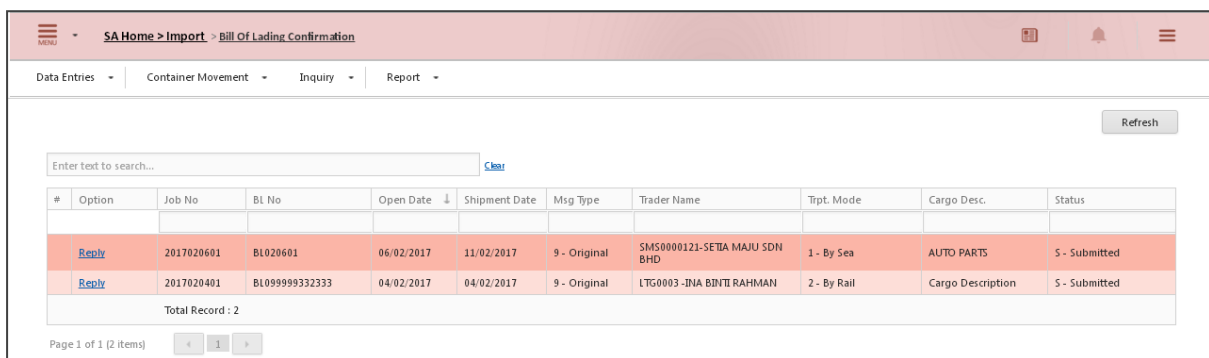 MENU
SA Home > Import > Bill Of Lading Confirmation
Data Entries Container Movement Inquiry Report
Refresh
Enter text to search... Clear
# Option Job No BL No Open Date ↓ Shipment Date Msg Type Trader Name Trpt. Mode Cargo Desc. Status
Reply 2017020601 BL020601 06/02/2017 11/02/2017 9 - Original SMS0000121-SETIA MAJU SDN BHD 1 - By Sea AUTO PARTS S - Submitted
Reply 2017020401 BL099999332333 04/02/2017 04/02/2017 9 - Original LTG0003 -INA BINTI RAHMAN 2 - By Rail Cargo Description S - Submitted
Total Record : 2
Page 1 of 1 (2 items) 1